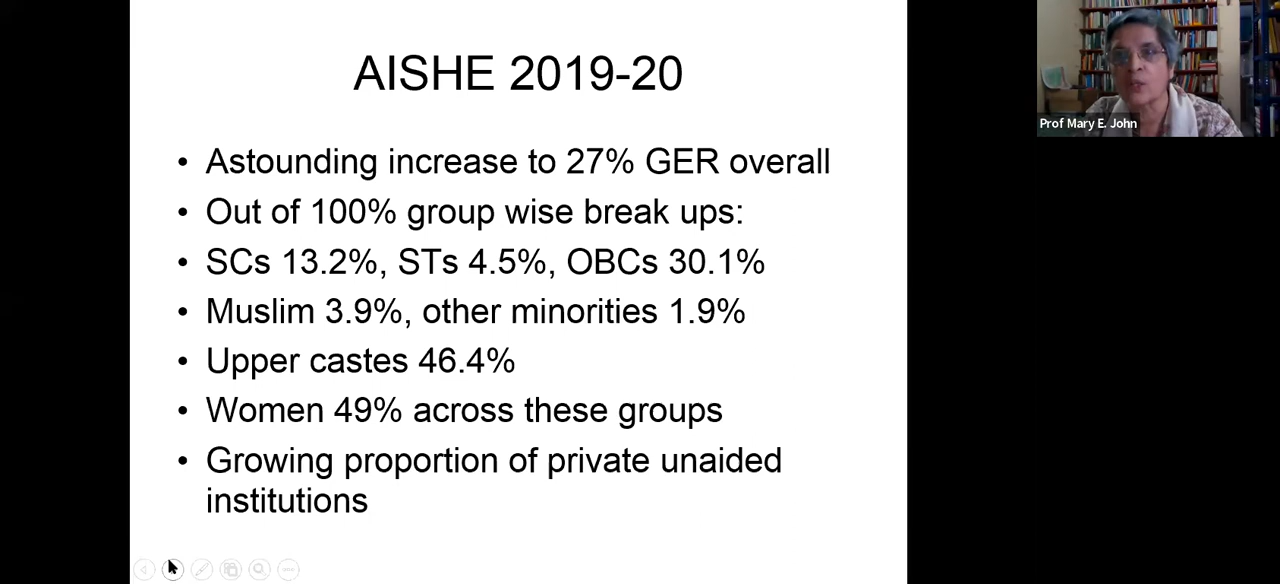 AISHE 2019-20
• Astounding increase to 27% GER overall
• Out of 100% group wise break ups:
• SCs 13.2%, STs 4.5%, OBCs 30.1%
• Muslim 3.9%, other minorities 1.9%
• Upper castes 46.4%
• Women 49% across these groups
• Growing proportion of private unaided
institutions
Prof Mary E. John